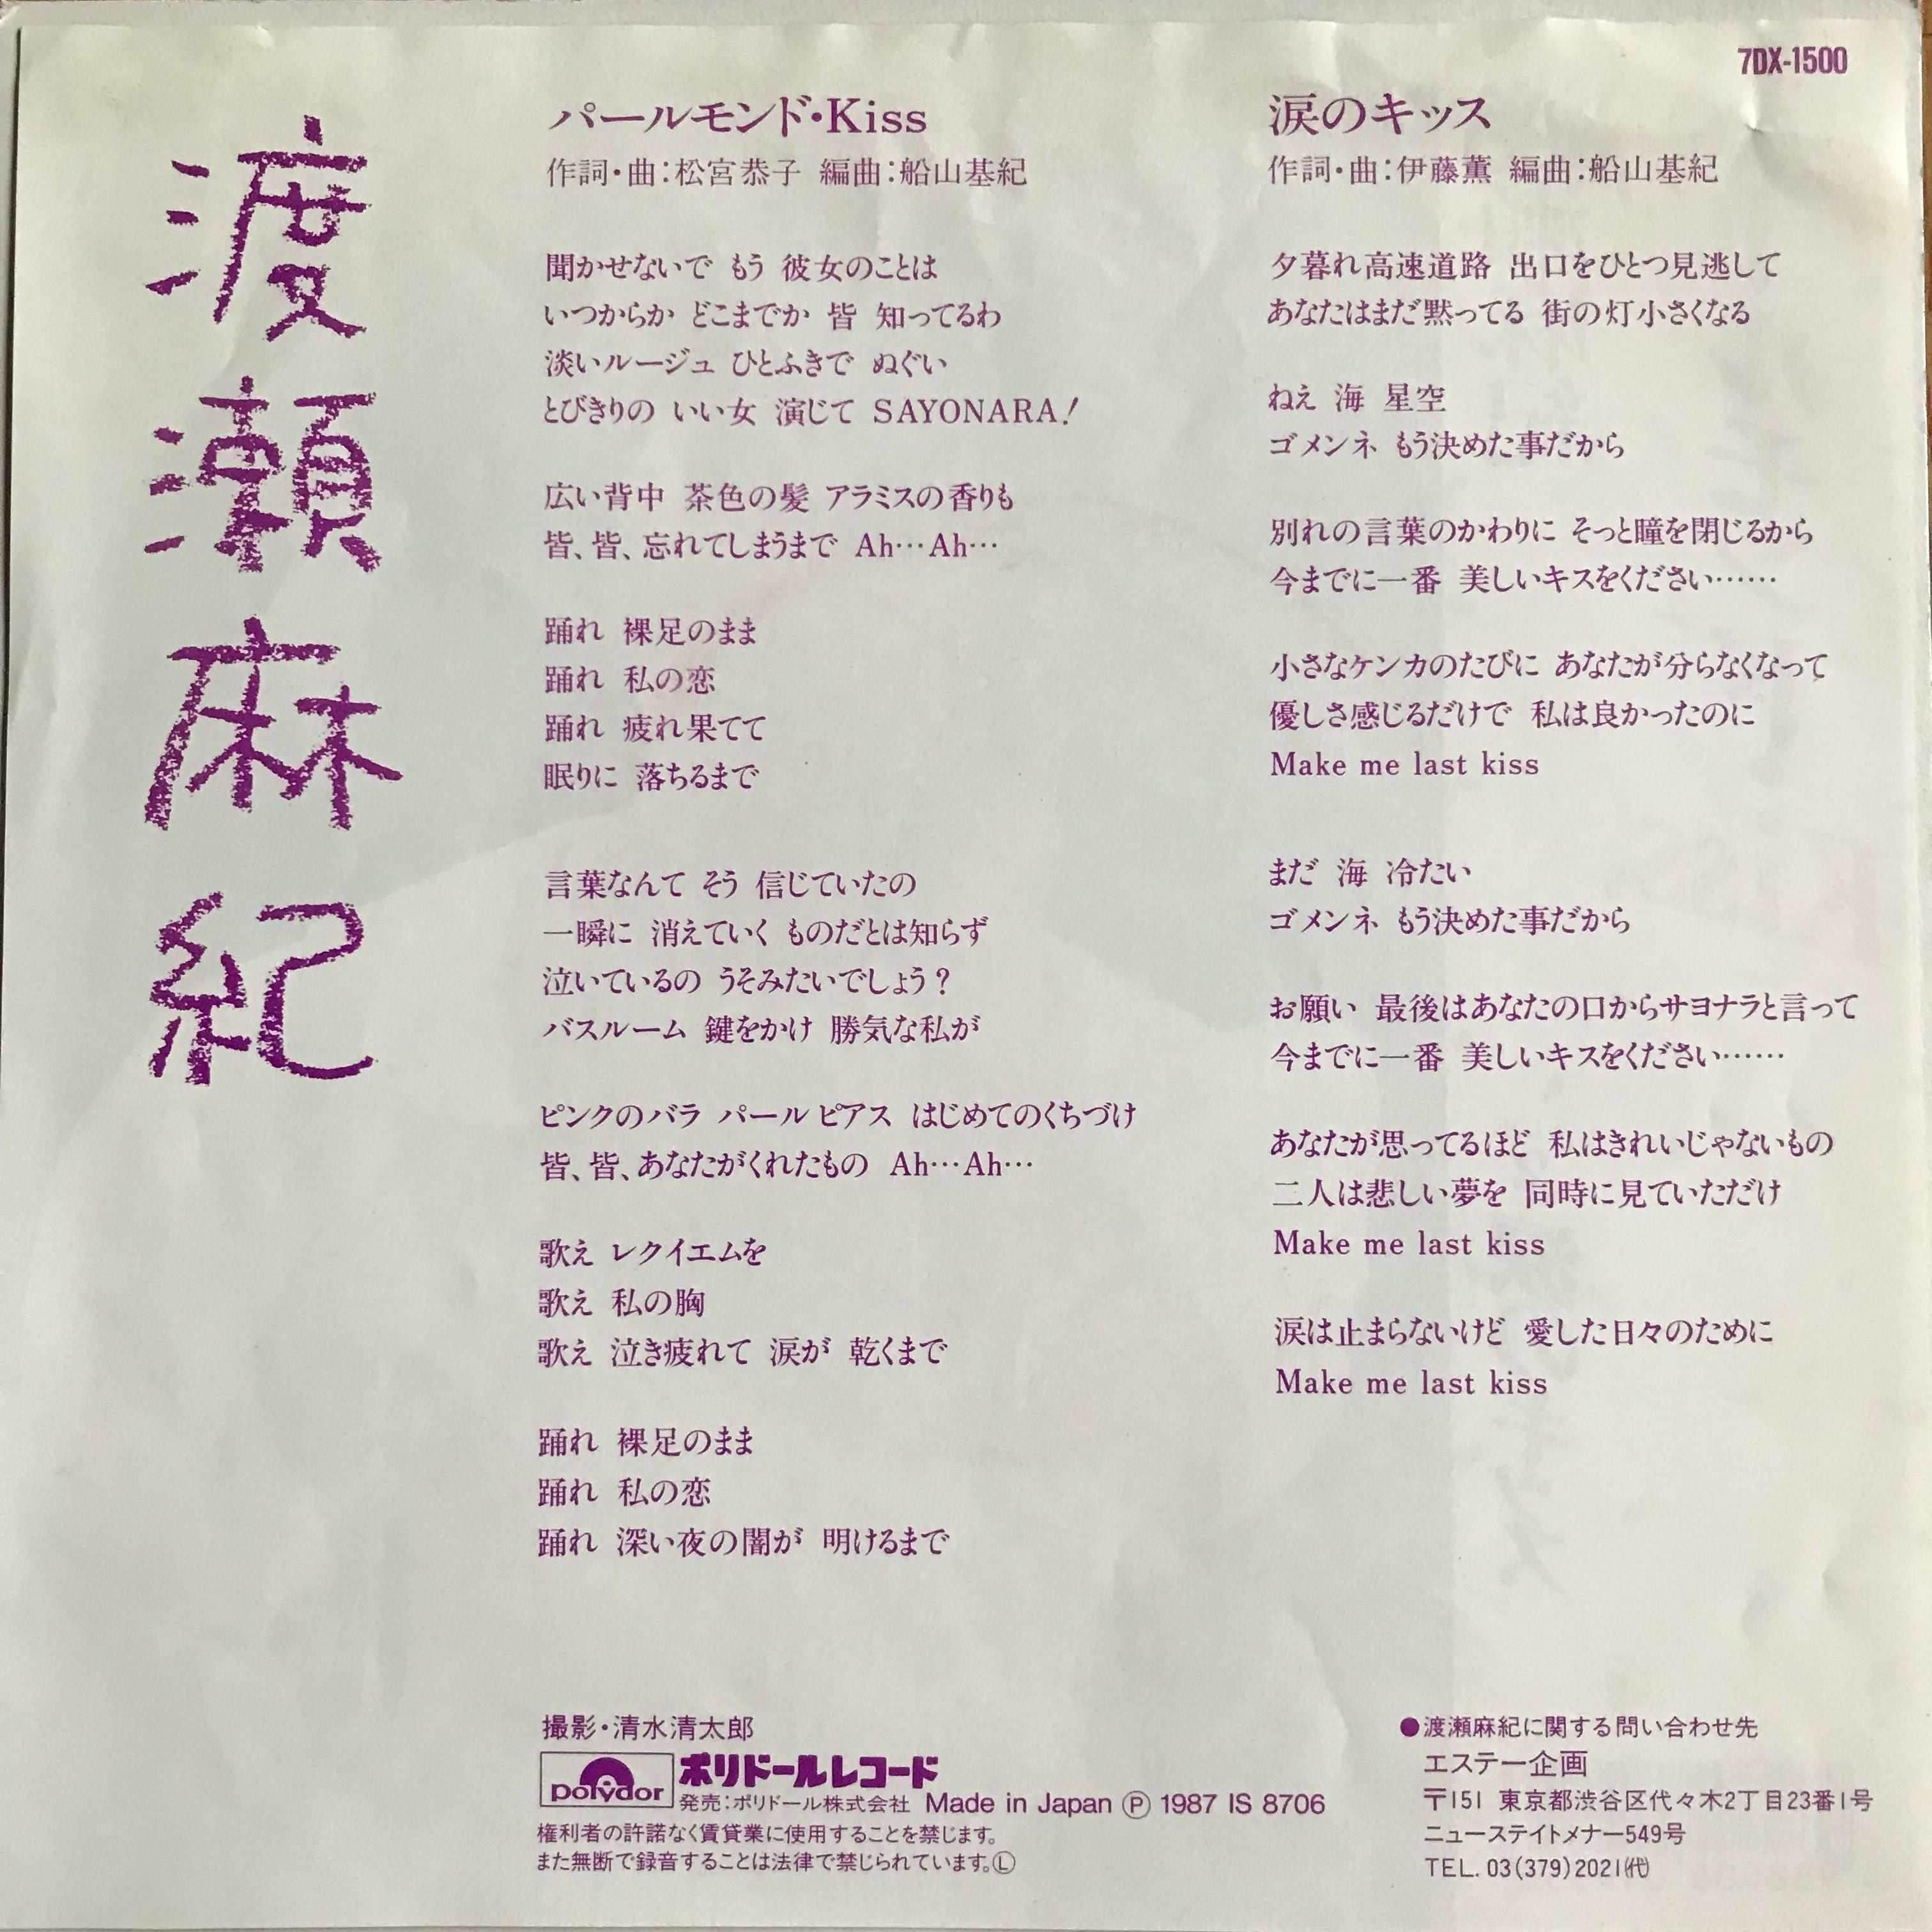 7DX-1500
渡瀬麻紀
パールモンド・Kiss
作詞・曲:松宮恭子 編曲:船山基紀
聞かせないで もう 彼女のことは
いつからか どこまでか 皆 知ってるわ
淡いルージュ ひとふきで ぬぐい
とびきりの いい女 演じて SAYONARA!
広い背中 茶色の髪 アラミスの香りも
皆、皆、忘れてしまうまで Ah…Ah…
踊れ 裸足のまま
踊れ 私の恋
踊れ 疲れ果てて
眠りに 落ちるまで
言葉なんて そう 信じていたの
一瞬に 消えていく ものだとは知らず
泣いているの うそみたいでしょう?
バスルーム 鍵をかけ 勝気な私が
ピンクのバラ パール ピアス はじめてのくちづけ
皆、皆、あなたがくれたもの Ah…Ah…
歌え レクイエムを
歌え 私の胸
歌え 泣き疲れて 涙が 乾くまで
踊れ 裸足のまま
踊れ 私の恋
踊れ 深い夜の闇が 明けるまで
涙のキッス
作詞・曲:伊藤薫 編曲:船山基紀
夕暮れ高速道路 出口をひとつ見逃して
あなたはまだ黙ってる 街の灯小さくなる
ねえ 海 星空
ゴメンネ もう決めた事だから
別れの言葉のかわりに そっと瞳を閉じるから
今までに一番 美しいキスをください……
小さなケンカのたびに あなたが分らなくなって
優しさ感じるだけで 私は良かったのに
Make me last kiss
まだ 海 冷たい
ゴメンネ もう決めた事だから
お願い 最後はあなたの口からサヨナラと言って
今までに一番 美しいキスをください……
あなたが思ってるほど 私はきれいじゃないもの
二人は悲しい夢を 同時に見ていただけ
Make me last kiss
涙は止まらないけど 愛した日々のために
Make me last kiss
撮影・清水清太郎
polydor ポリドールレコード
発売:ポリドール株式会社 Made in Japan Ⓟ 1987 IS 8706
権利者の許諾なく賃貸業に使用することを禁じます。
また無断で録音することは法律で禁じられています。Ⓛ
●渡瀬麻紀に関する問い合わせ先
エステー企画
〒151 東京都渋谷区代々木2丁目23番1号
ニューステイトメナー549号
TEL. 03(379)2021㈹